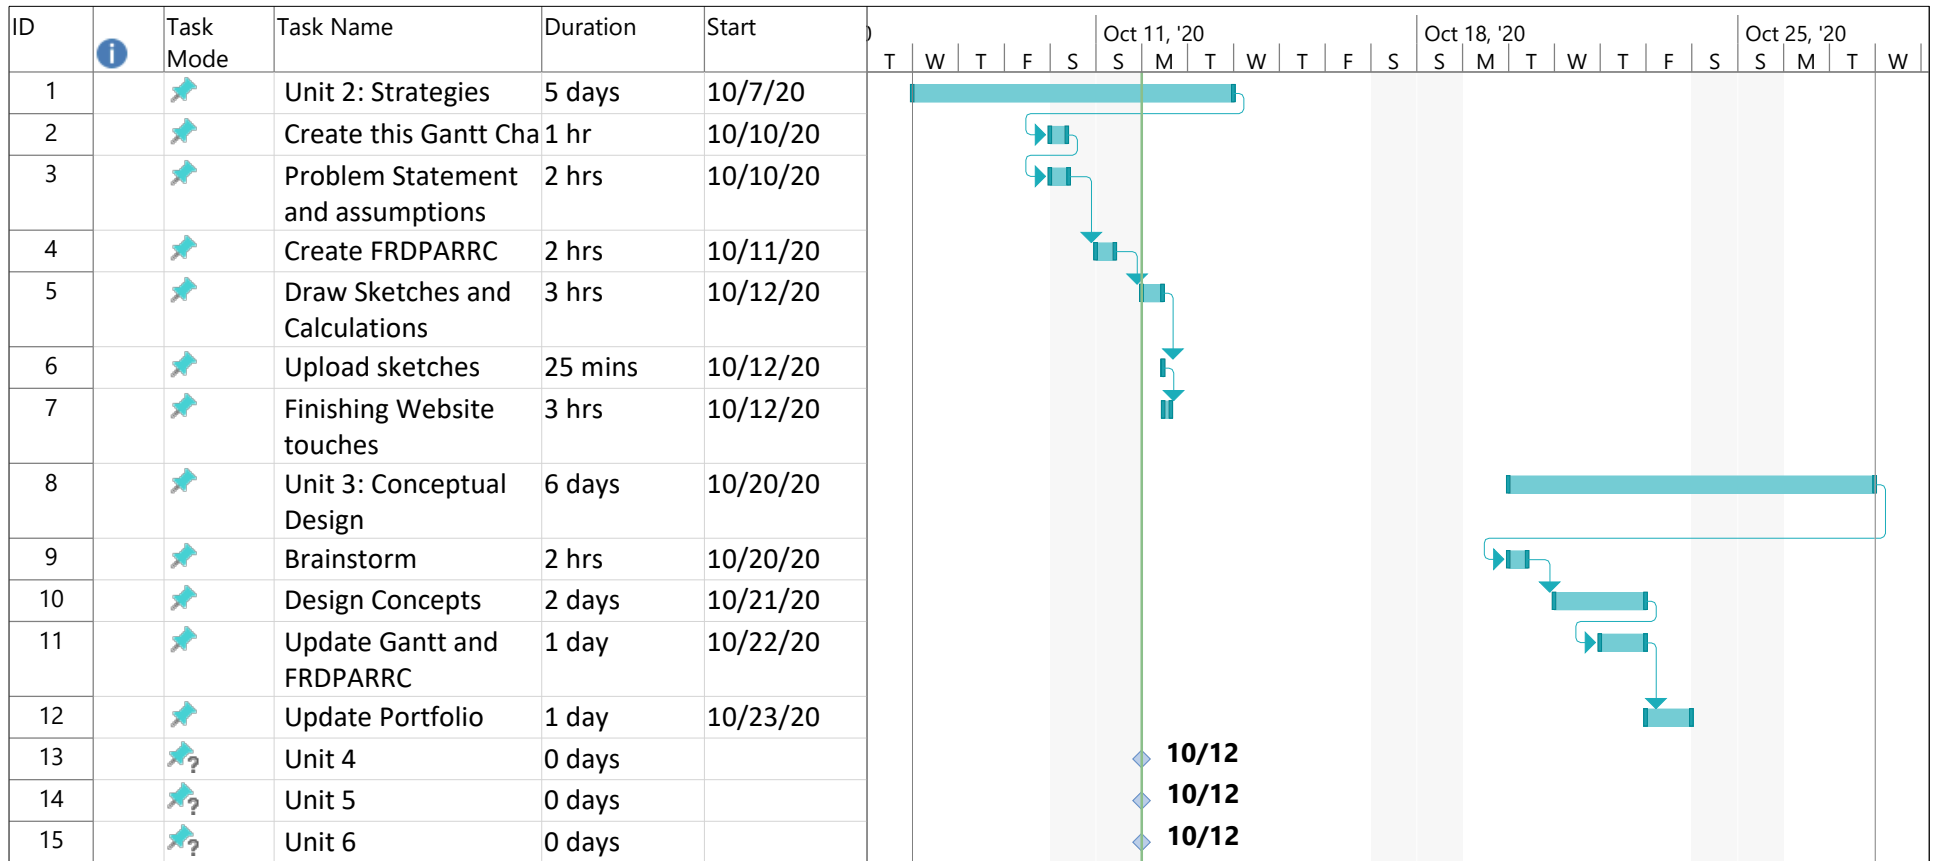 ID Task Mode Task Name Duration Start
0 Oct 11, '20 Oct 18, '20 Oct 25, '20
T W T F S S M T W T F S S M T W T F S S M T W
1 Unit 2: Strategies 5 days 10/7/20
2 Create this Gantt Cha 1 hr 10/10/20
3 Problem Statement 2 hrs 10/10/20
and assumptions
4 Create FRDPARRC 2 hrs 10/11/20
5 Draw Sketches and 3 hrs 10/12/20
Calculations
6 Upload sketches 25 mins 10/12/20
7 Finishing Website 3 hrs 10/12/20
touches
8 Unit 3: Conceptual 6 days 10/20/20
Design
9 Brainstorm 2 hrs 10/20/20
10 Design Concepts 2 days 10/21/20
11 Update Gantt and 1 day 10/22/20
FRDPARRC
12 Update Portfolio 1 day 10/23/20
13 Unit 4 0 days 10/12
14 Unit 5 0 days 10/12
15 Unit 6 0 days 10/12